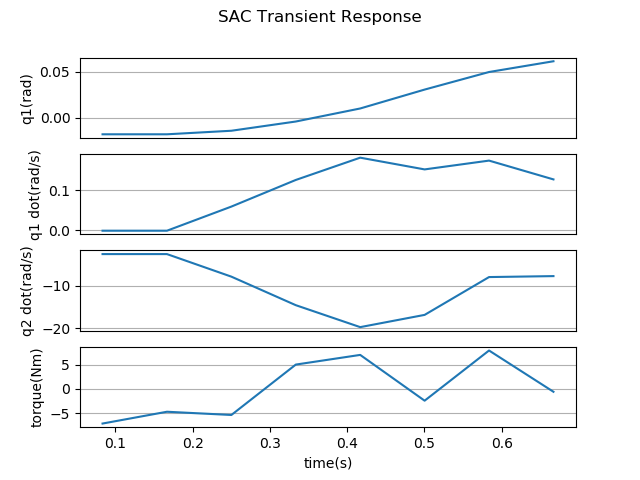 SAC Transient Response
q1(rad)
0.05
0.00
q1 dot(rad/s)
0.1
0.0
q2 dot(rad/s)
−10
−20
torque(Nm)
5
0
−5
0.1 0.2 0.3 0.4 0.5 0.6
time(s)